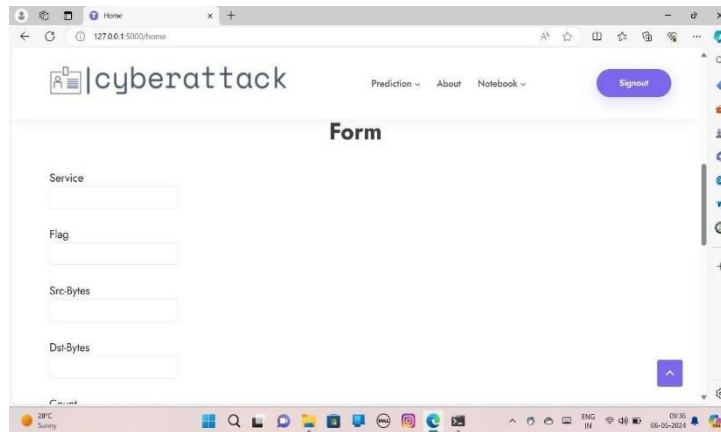 Home
127.0.0.1:5000/home
|cyberattack
Prediction About Notebook Signout
Form
Service
Flag
Src-Bytes
Dst-Bytes
Count
28°C
Sunny
ENG
IN
09:36
06-05-2024